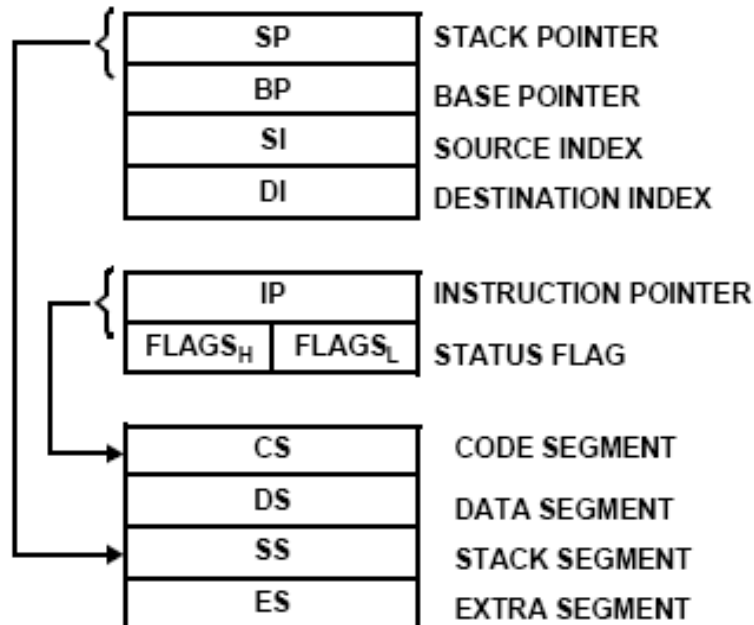 SP STACK POINTER
BP BASE POINTER
SI SOURCE INDEX
DI DESTINATION INDEX
IP INSTRUCTION POINTER
FLAGSH FLAGSL STATUS FLAG
CS CODE SEGMENT
DS DATA SEGMENT
SS STACK SEGMENT
ES EXTRA SEGMENT